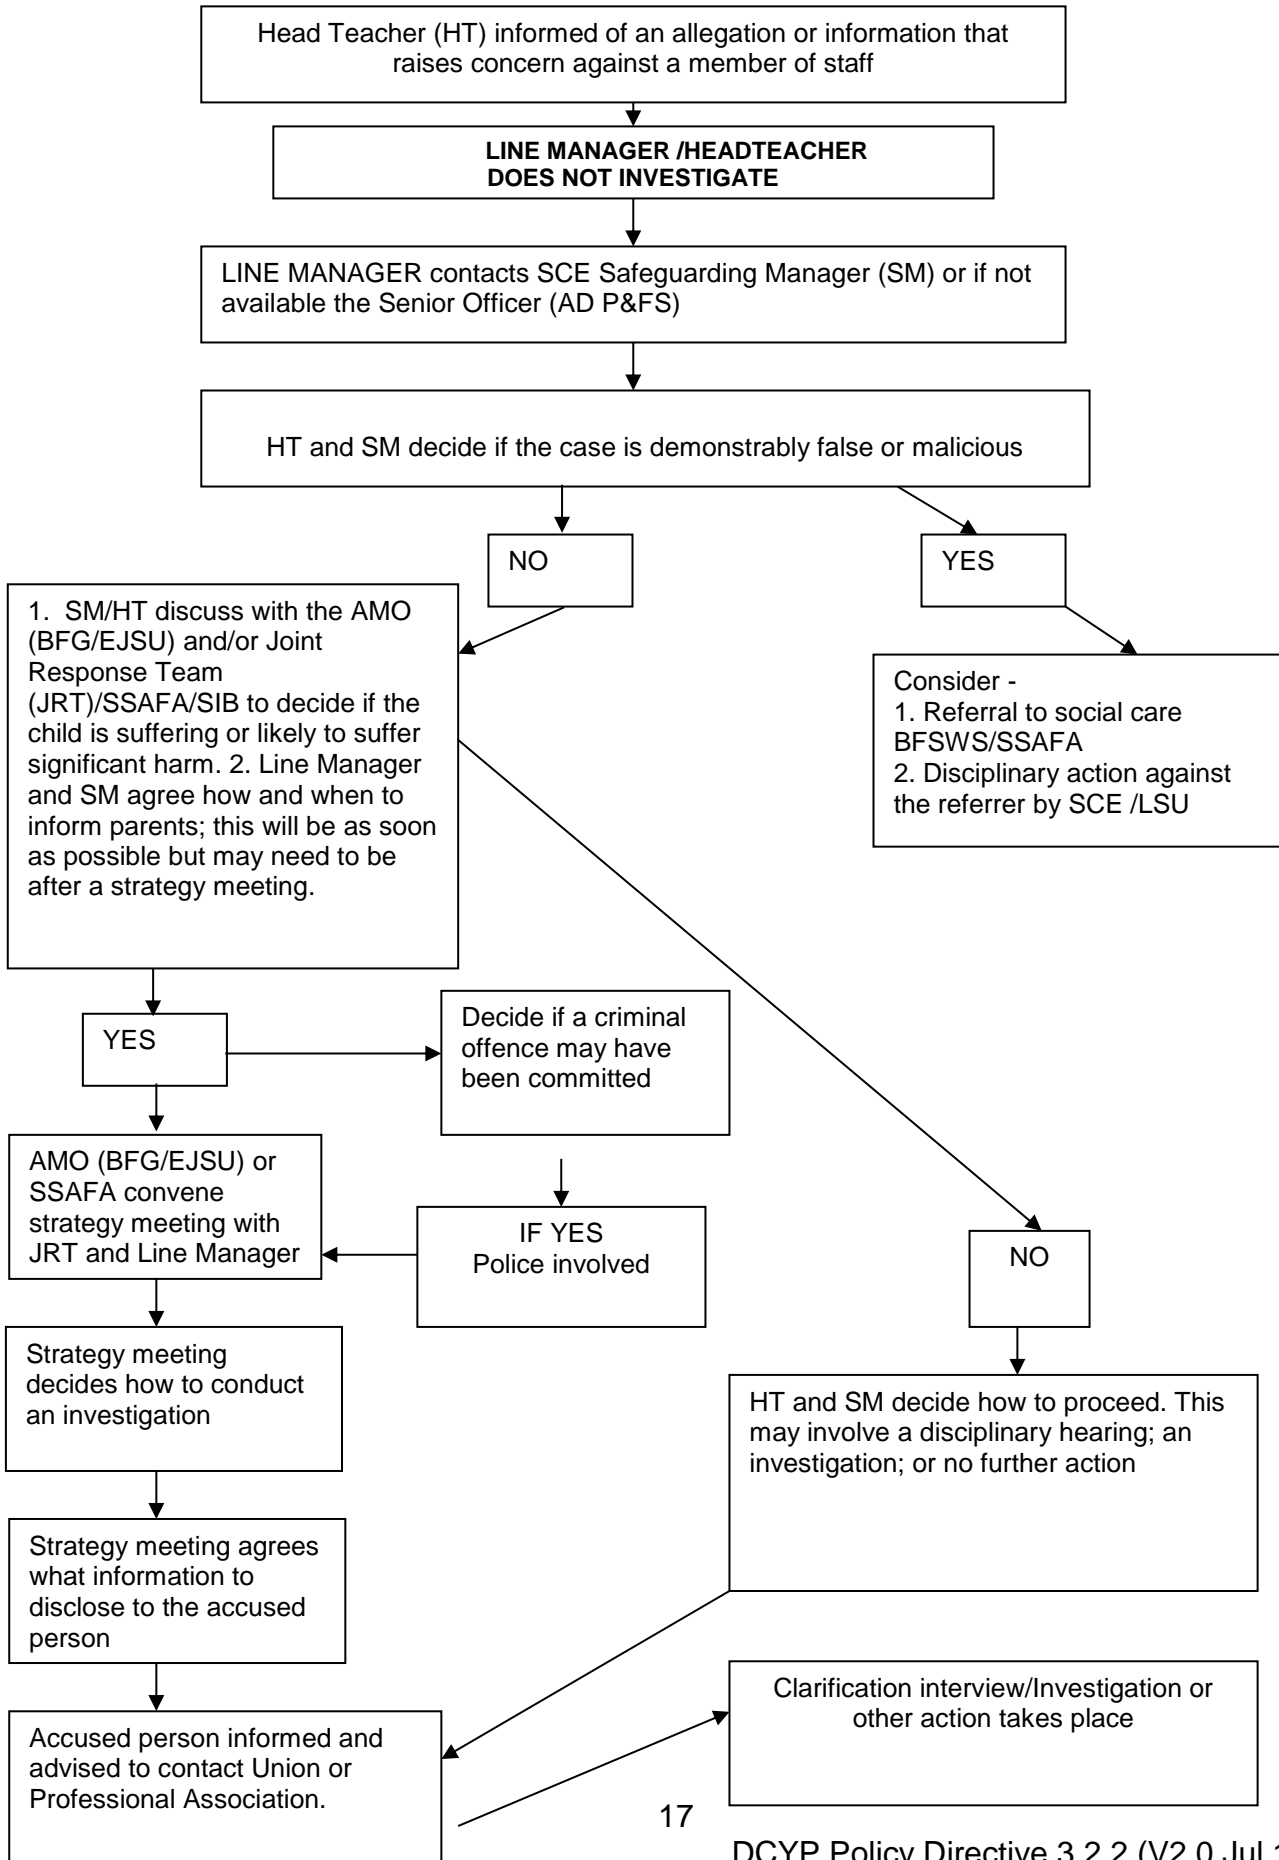 Head Teacher (HT) informed of an allegation or information that
raises concern against a member of staff
LINE MANAGER /HEADTEACHER
DOES NOT INVESTIGATE
LINE MANAGER contacts SCE Safeguarding Manager (SM) or if not
available the Senior Officer (AD P&FS)
HT and SM decide if the case is demonstrably false or malicious
NO
YES
1. SM/HT discuss with the AMO
(BFG/EJSU) and/or Joint
Response Team
(JRT)/SSAFA/SIB to decide if the
child is suffering or likely to suffer
significant harm. 2. Line Manager
and SM agree how and when to
inform parents; this will be as soon
as possible but may need to be
after a strategy meeting.
Consider -
1. Referral to social care
BFSWS/SSAFA
2. Disciplinary action against
the referrer by SCE /LSU
YES
Decide if a criminal
offence may have
been committed
AMO (BFG/EJSU) or
SSAFA convene
strategy meeting with
JRT and Line Manager
IF YES
Police involved
NO
Strategy meeting
decides how to conduct
an investigation
HT and SM decide how to proceed. This
may involve a disciplinary hearing; an
investigation; or no further action
Strategy meeting agrees
what information to
disclose to the accused
person
Clarification interview/Investigation or
other action takes place
Accused person informed and
advised to contact Union or
Professional Association.
17
DCYP Policy Directive 3.2.2 (V2.0 Jul 1